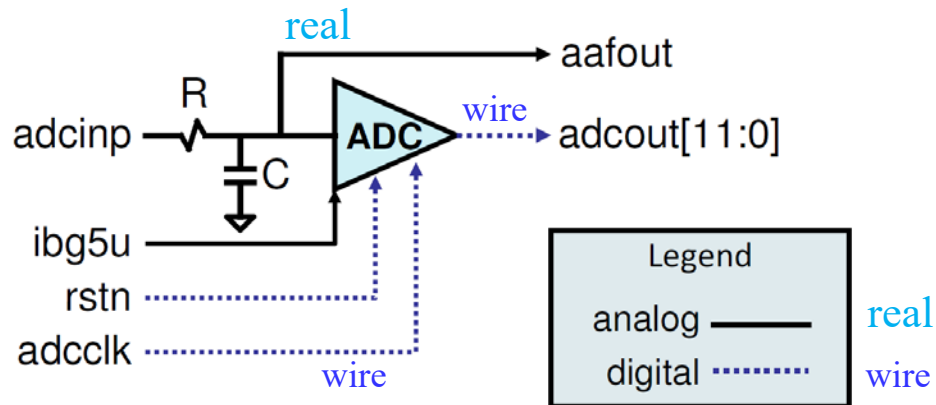 real
aafout
R
wire
adcinp
ADC
adcout[11:0]
C
ibg5u
Legend
rstn
analog real
adcclk
digital wire
wire